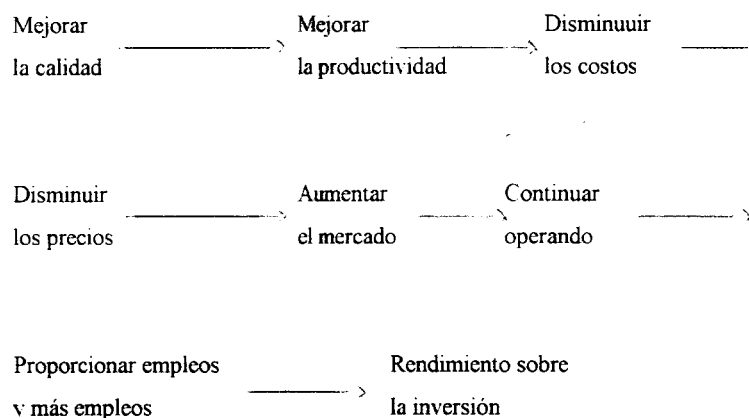 Mejorar Mejorar Disminuuir
la calidad la productividad los costos
Disminuir Aumentar Continuar
los precios el mercado operando
Proporcionar empleos Rendimiento sobre
y más empleos la inversión